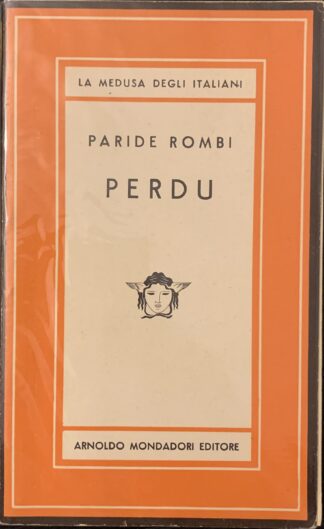 LA MEDUSA DEGLI ITALIANI
PARIDE ROMBI
PERDU
ARNOLDO MONDADORI EDITORE